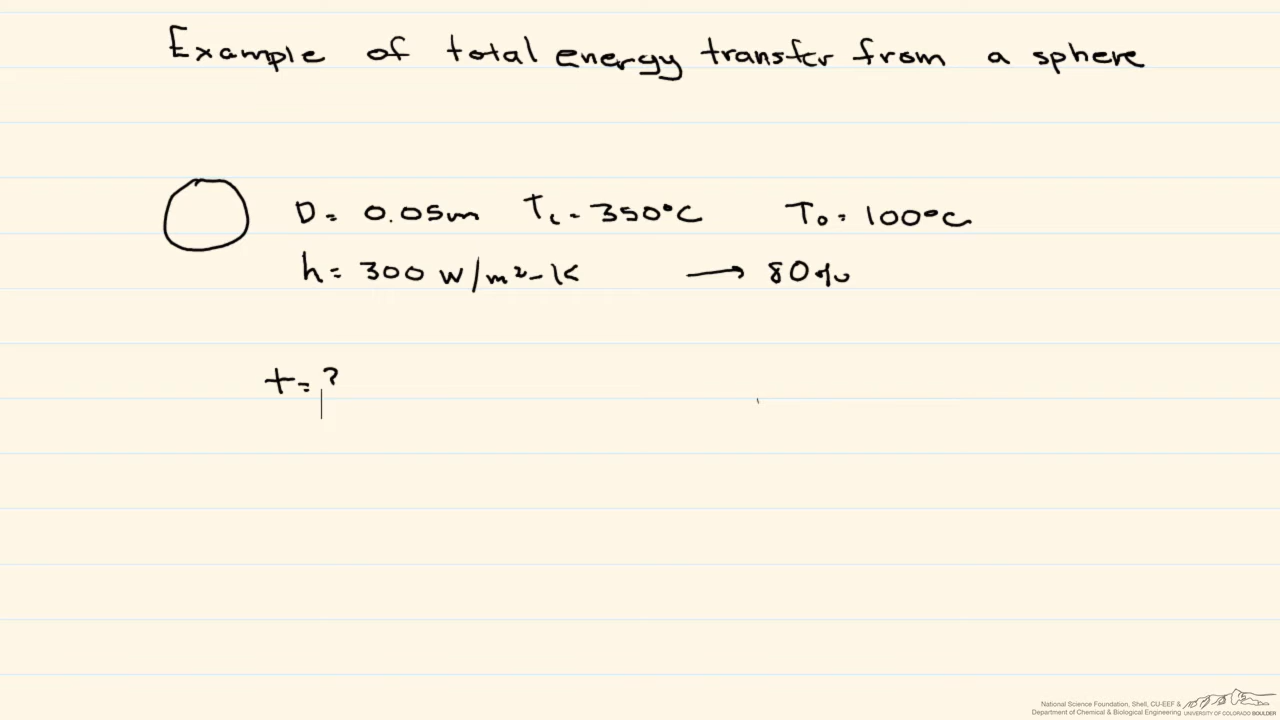 Example of total energy transfer from a sphere
D = 0.05m Ti = 350°C To = 100°C
h = 300 W/m²-K → 80%
t = ?
National Science Foundation, Shell, CU-EEF &
Department of Chemical & Biological Engineering UNIVERSITY OF COLORADO BOULDER